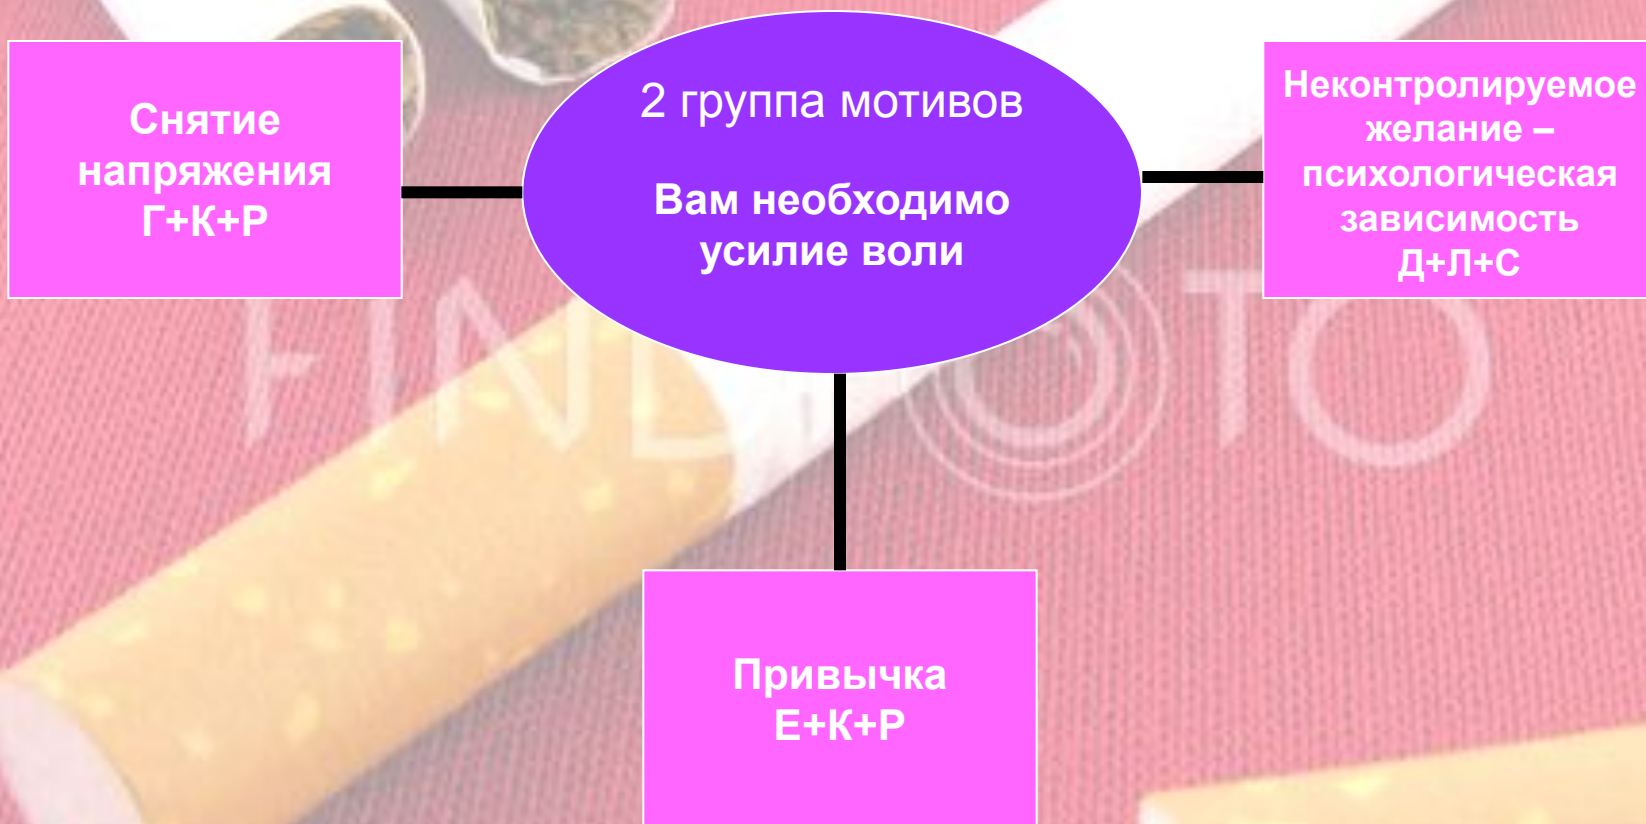 2 группа мотивов
Вам необходимо
усилие воли
Снятие
напряжения
Г+К+Р
Неконтролируемое
желание –
психологическая
зависимость
Д+Л+С
Привычка
Е+К+Р